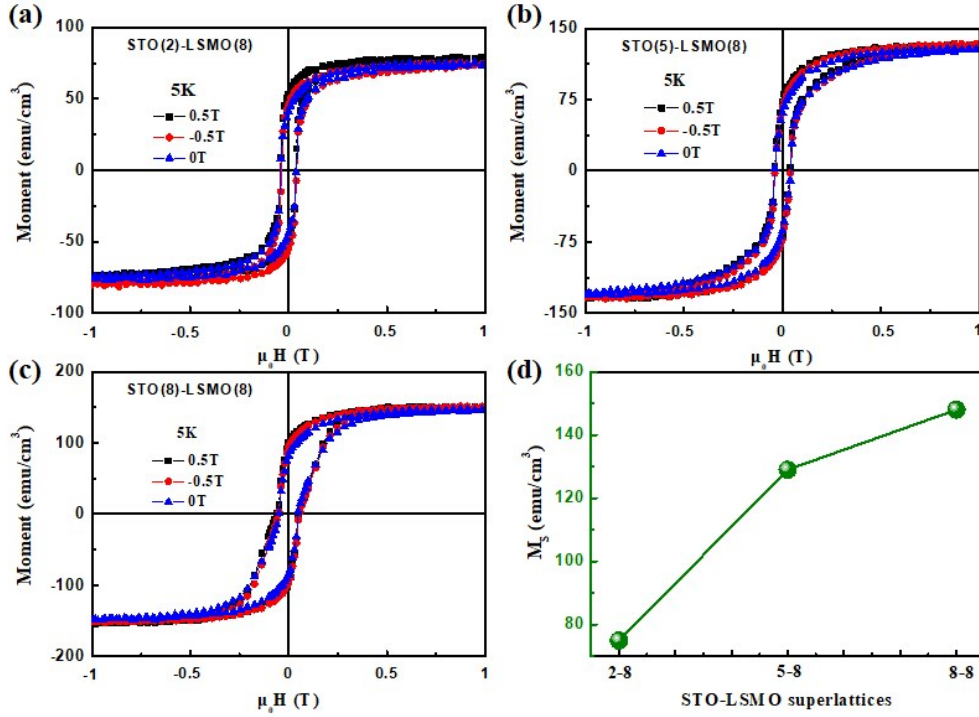 (a)
STO(2)-LSMO(8)
5K
0.5T
-0.5T
0T
100
50
0
-50
-100
Moment (emu/cm³)
-1
-0.5
0
0.5
1
μ₀H (T)
(b)
STO(5)-LSMO(8)
5K
0.5T
-0.5T
0T
150
75
0
-75
-150
Moment (emu/cm³)
-1
-0.5
0
0.5
1
μ₀H (T)
(c)
STO(8)-LSMO(8)
5K
0.5T
-0.5T
0T
200
100
0
-100
-200
Moment (emu/cm³)
-1
-0.5
0
0.5
1
μ₀H (T)
(d)
160
140
120
100
80
M_S (emu/cm³)
2-8
5-8
8-8
STO-LSMO superlattices